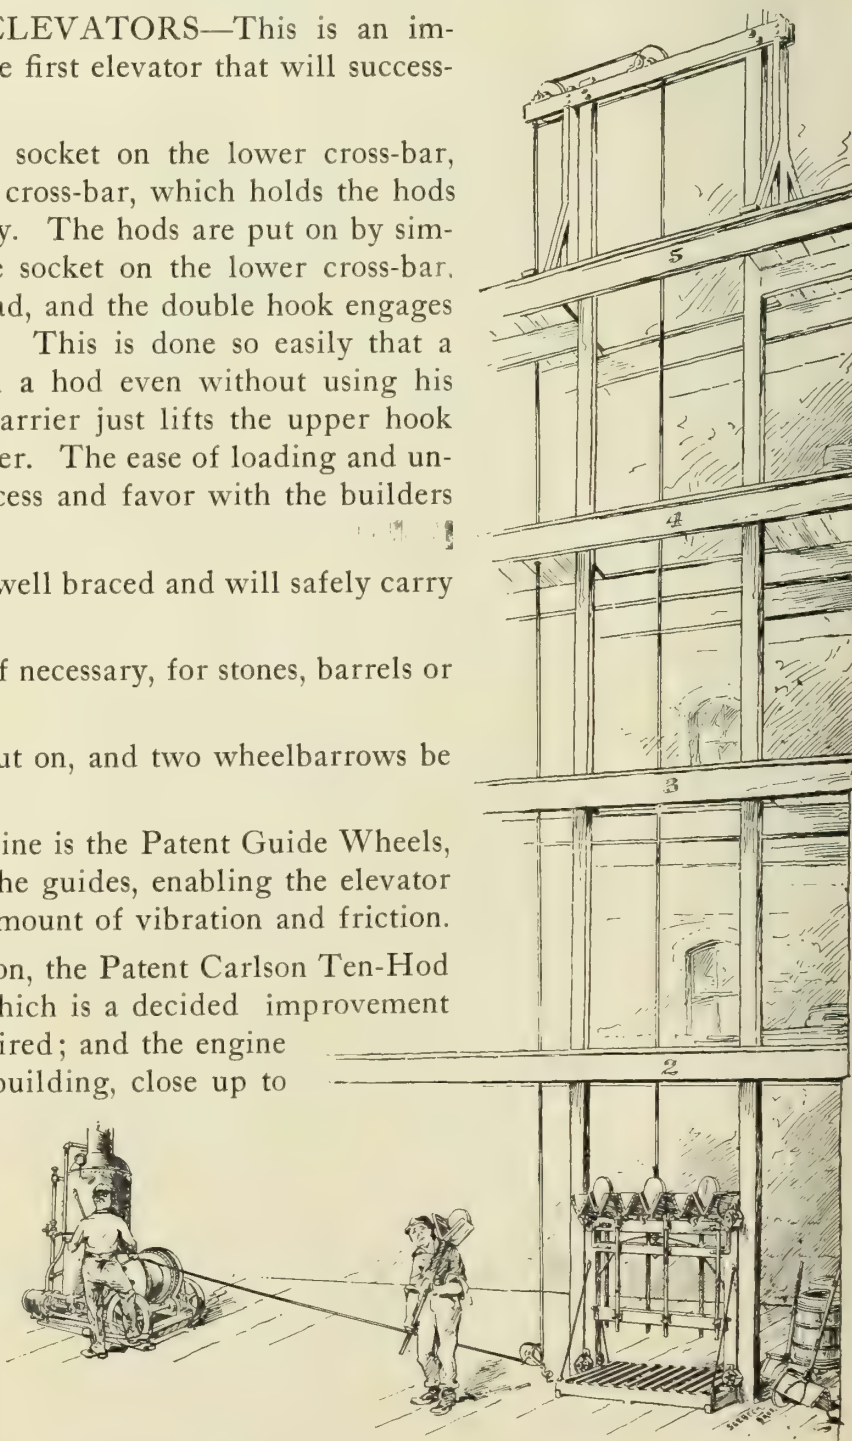 ELEVATORS—This is an im-
e first elevator that will success-
socket on the lower cross-bar,
cross-bar, which holds the hods
y. The hods are put on by sim-
e socket on the lower cross-bar.
ad, and the double hook engages
This is done so easily that a
a hod even without using his
arrier just lifts the upper hook
er. The ease of loading and un-
cess and favor with the builders
well braced and will safely carry
f necessary, for stones, barrels or
ut on, and two wheelbarrows be
ine is the Patent Guide Wheels,
he guides, enabling the elevator
mount of vibration and friction.
on, the Patent Carlson Ten-Hod
hich is a decided improvement
ired; and the engine
building, close up to
5
4
3
2